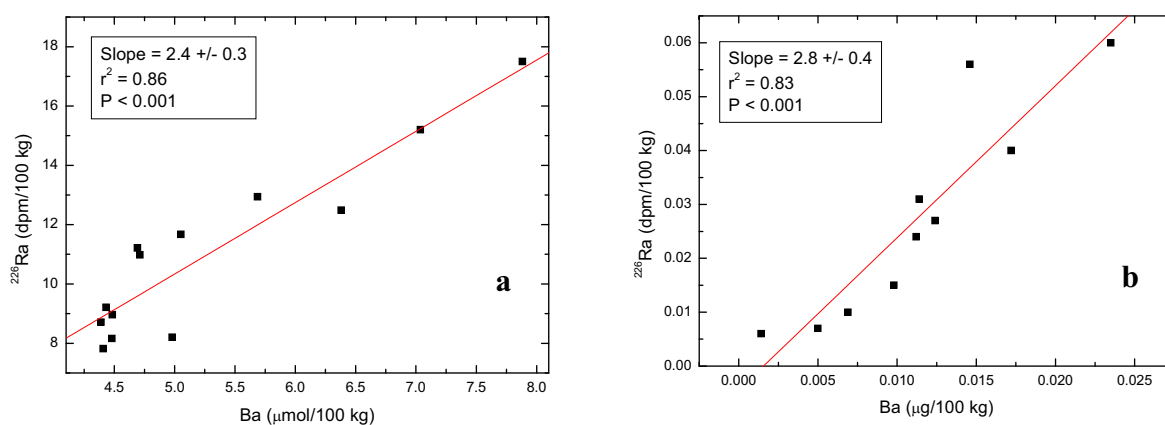 Slope = 2.4 +/- 0.3
r² = 0.86
P < 0.001
18
16
14
12
10
8
²²⁶Ra (dpm/100 kg)
4.5 5.0 5.5 6.0 6.5 7.0 7.5 8.0
Ba (μmol/100 kg)
a
Slope = 2.8 +/- 0.4
r² = 0.83
P < 0.001
0.06
0.05
0.04
0.03
0.02
0.01
0.00
²²⁶Ra (dpm/100 kg)
0.000 0.005 0.010 0.015 0.020 0.025
Ba (μg/100 kg)
b